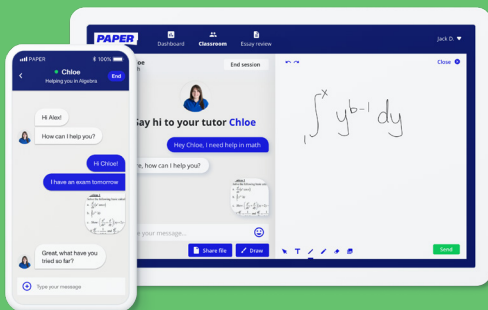 PAPER
100%
Chloe
Helping you in Algebra
End
Hi Alex!
How can I help you?
Hi Chloe!
I have an exam tomorrow
Great, what have you
tried so far?
Type your message
PAPER
Dashboard
Classroom
Essay review
Jack D.
End session
Say hi to your tutor Chloe
Hey Chloe, I need help in math
how can I help you?
your message...
Share file
Draw
Close
∫₁ˣ y^(b-1) dy
T
Send